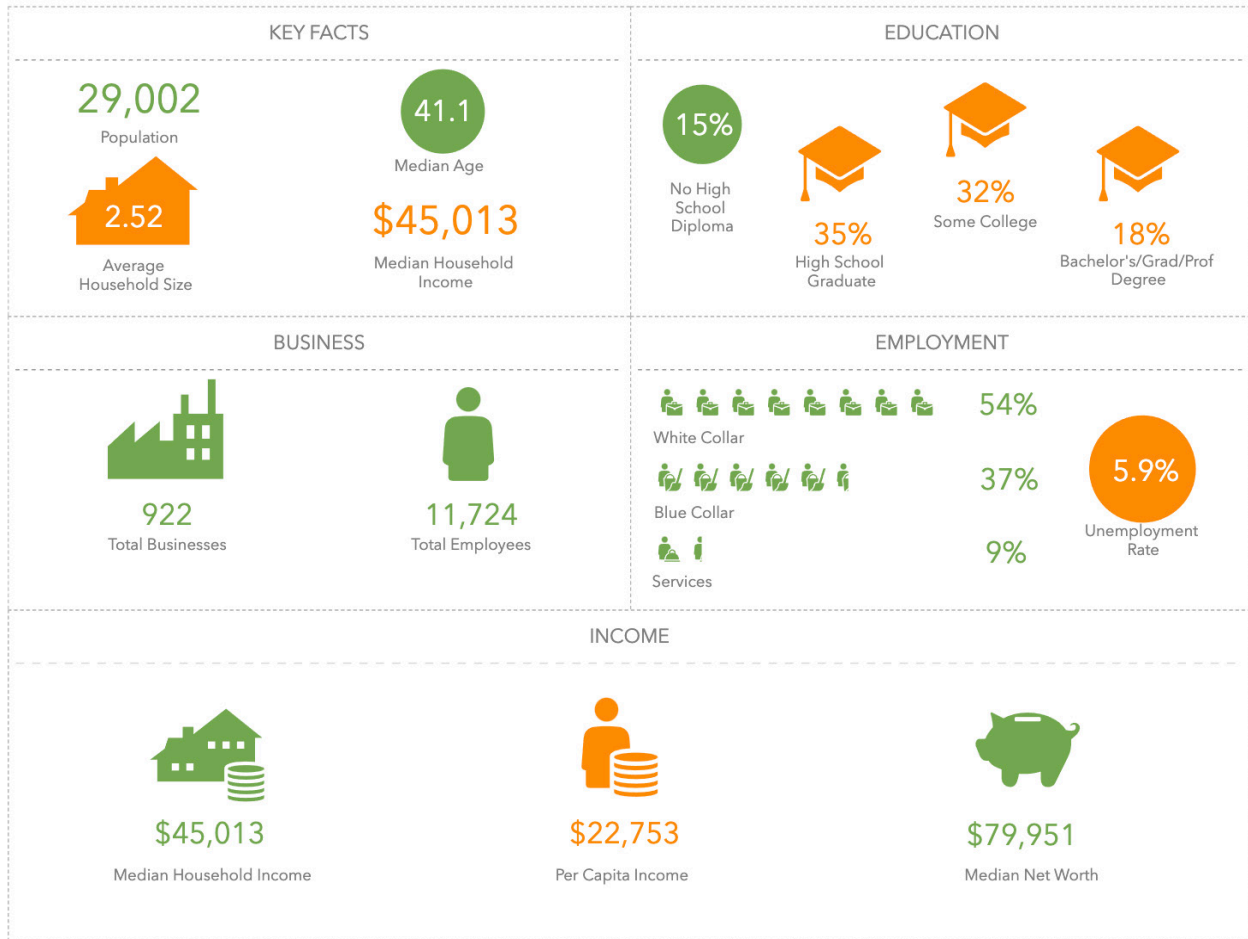 KEY FACTS
29,002
Population
41.1
Median Age
2.52
Average
Household Size
$45,013
Median Household
Income
EDUCATION
15%
No High
School
Diploma
35%
High School
Graduate
32%
Some College
18%
Bachelor's/Grad/Prof
Degree
BUSINESS
922
Total Businesses
11,724
Total Employees
EMPLOYMENT
54%
White Collar
37%
Blue Collar
9%
Services
5.9%
Unemployment
Rate
INCOME
$45,013
Median Household Income
$22,753
Per Capita Income
$79,951
Median Net Worth